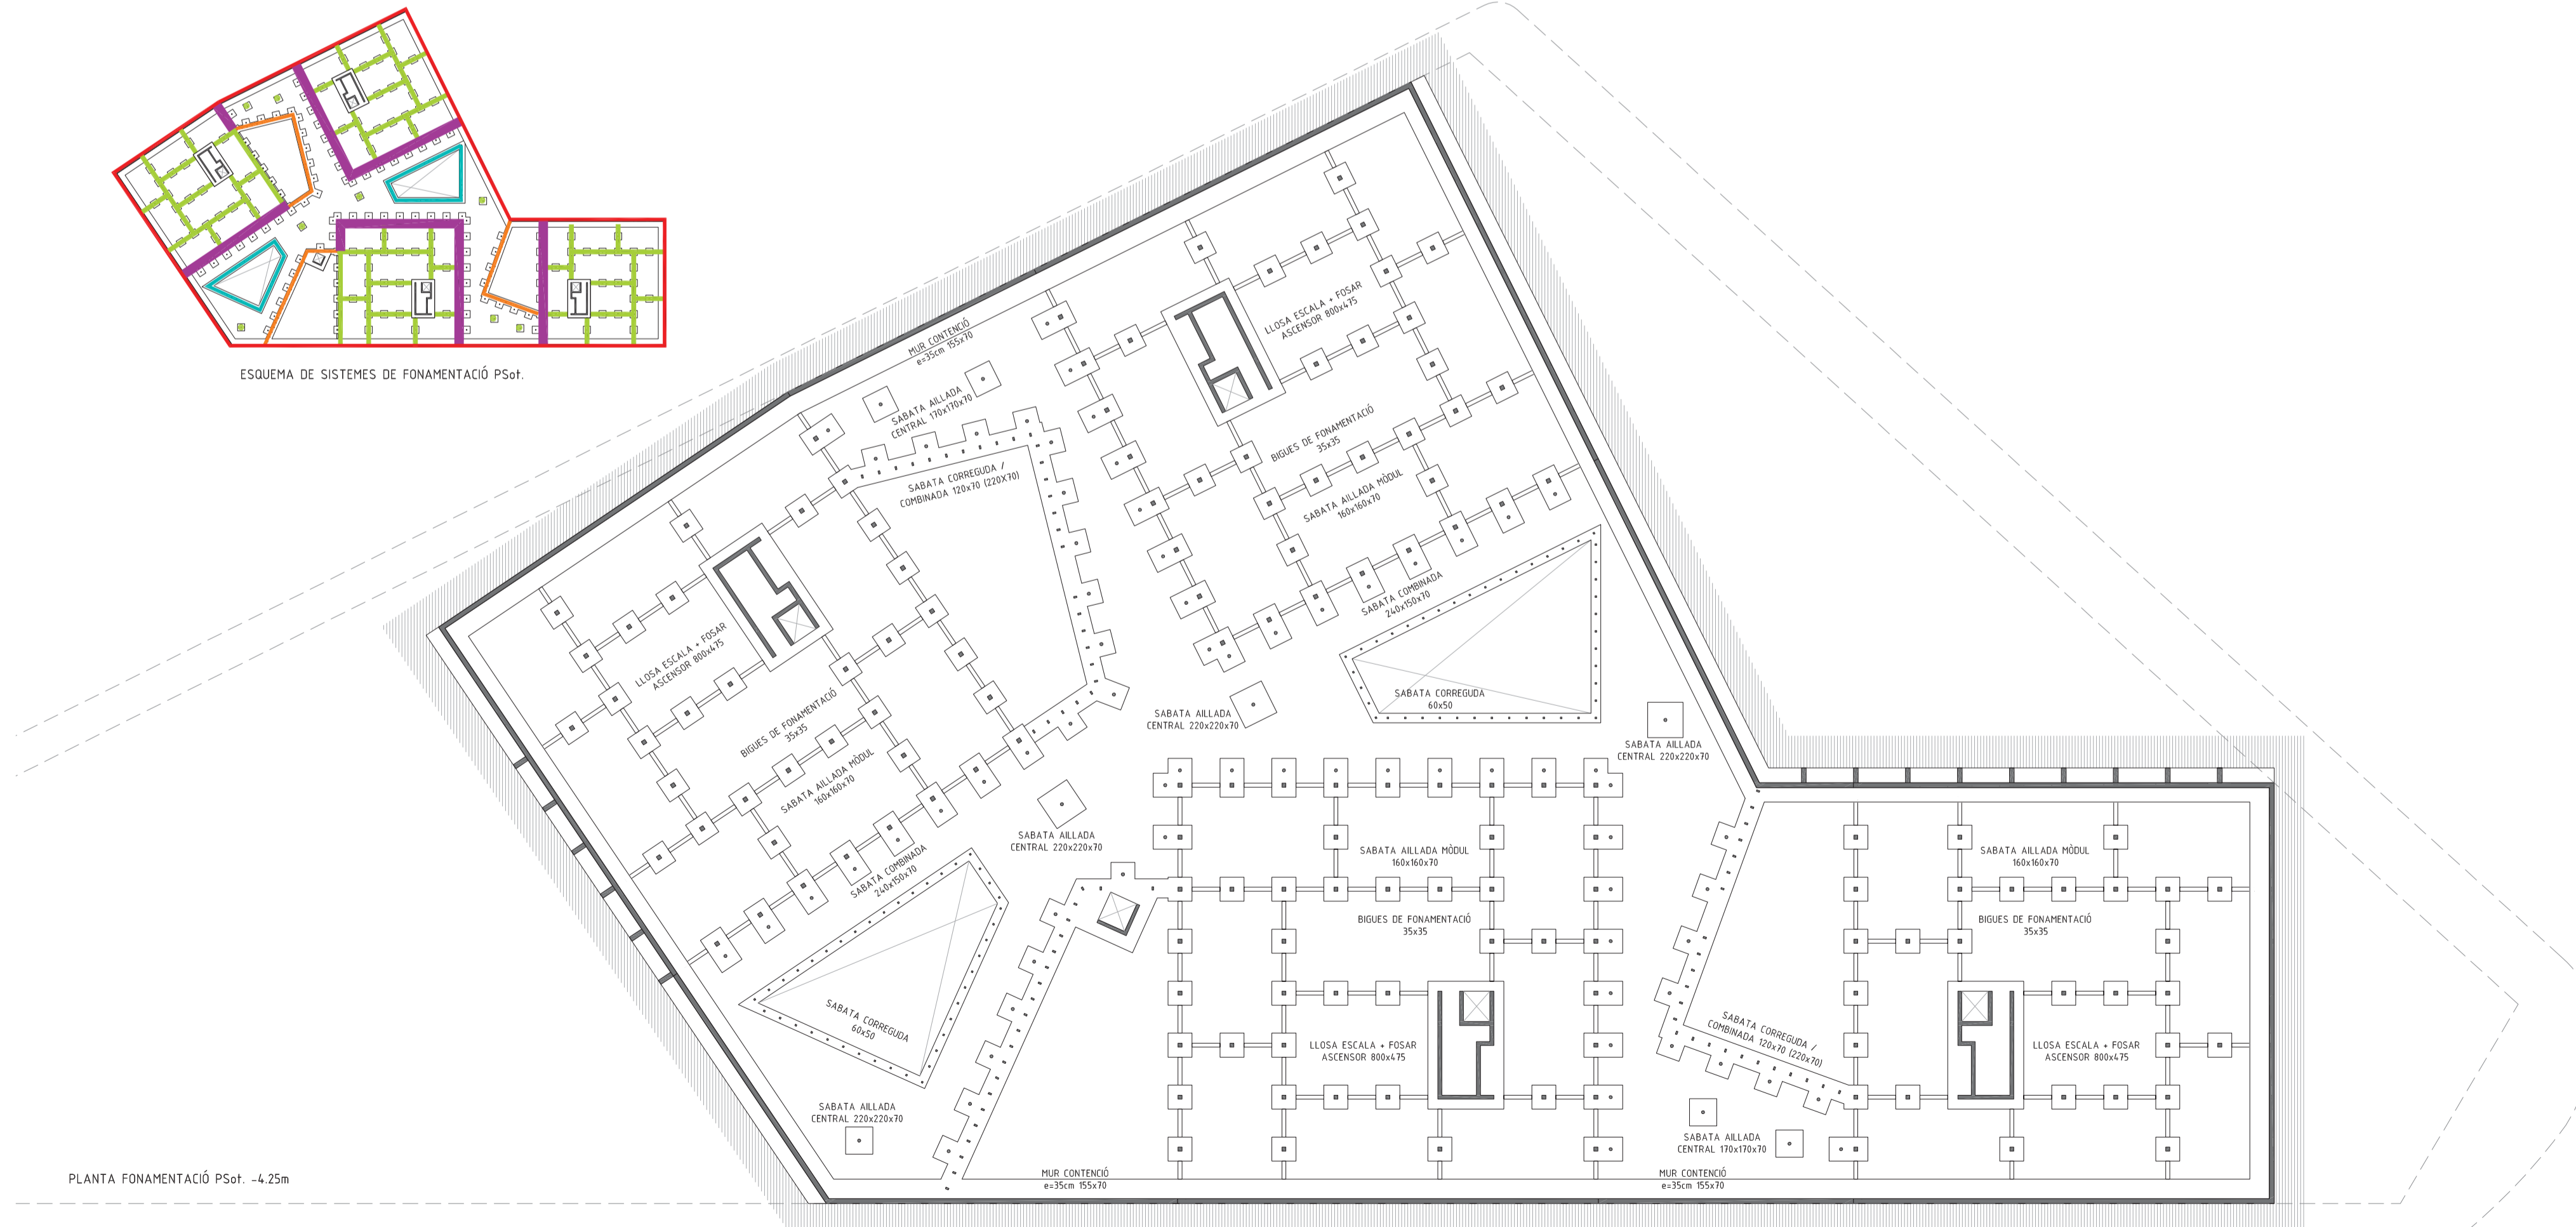 ESQUEMA DE SISTEMES DE FONAMENTACIÓ PSot.
MUR CONTENCIÓ
e=35cm 155x70
SABATA AILLADA
CENTRAL 170x170x70
SABATA CORREGUDA /
COMBINADA 120x70 (220X70)
LLOSA ESCALA + FOSAR
ASCENSOR 800x475
BIGUES DE FONAMENTACIÓ
35x35
SABATA AILLADA MÒDUL
160x160x70
SABATA COMBINADA
240x150x70
SABATA CORREGUDA
60x50
LLOSA ESCALA + FOSAR
ASCENSOR 800x475
BIGUES DE FONAMENTACIÓ
35x35
SABATA AILLADA MÒDUL
160x160x70
SABATA COMBINADA
240x150x70
SABATA AILLADA
CENTRAL 220x220x70
SABATA AILLADA
CENTRAL 220x220x70
SABATA AILLADA
CENTRAL 220x220x70
SABATA CORREGUDA
60x50
SABATA AILLADA
CENTRAL 220x220x70
SABATA AILLADA MÒDUL
160x160x70
BIGUES DE FONAMENTACIÓ
35x35
LLOSA ESCALA + FOSAR
ASCENSOR 800x475
SABATA CORREGUDA /
COMBINADA 120x70 (220x70)
SABATA AILLADA MÒDUL
160x160x70
BIGUES DE FONAMENTACIÓ
35x35
LLOSA ESCALA + FOSAR
ASCENSOR 800x475
SABATA AILLADA
CENTRAL 170x170x70
MUR CONTENCIÓ
e=35cm 155x70
MUR CONTENCIÓ
e=35cm 155x70
PLANTA FONAMENTACIÓ PSot. -4.25m